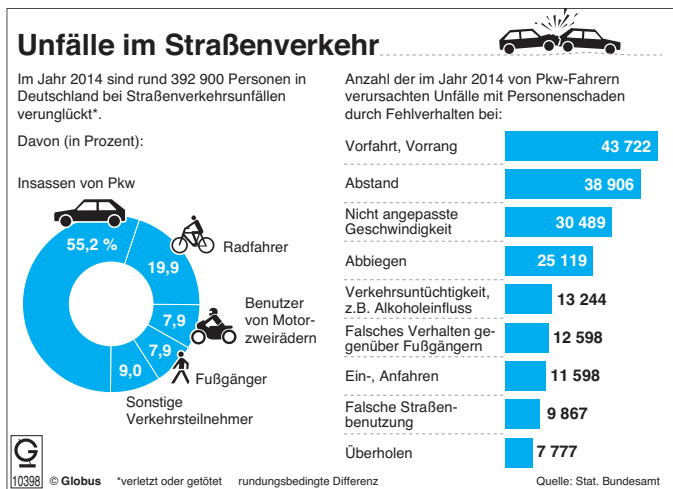 Unfälle im Straßenverkehr
Im Jahr 2014 sind rund 392 900 Personen in
Deutschland bei Straßenverkehrsunfällen
verunglückt*.
Davon (in Prozent):
Insassen von Pkw
55,2 %
Radfahrer
19,9
Benutzer
von Motor-
zweirädern
7,9
Fußgänger
7,9
Sonstige
Verkehrsteilnehmer
9,0
Anzahl der im Jahr 2014 von Pkw-Fahrern
verursachten Unfälle mit Personenschaden
durch Fehlverhalten bei:
Vorfahrt, Vorrang 43 722
Abstand 38 906
Nicht angepasste
Geschwindigkeit 30 489
Abbiegen 25 119
Verkehrsuntüchtigkeit,
z.B. Alkoholeinfluss 13 244
Falsches Verhalten ge-
genüber Fußgängern 12 598
Ein-, Anfahren 11 598
Falsche Straßen-
benutzung 9 867
Überholen 7 777
G
10398 © Globus *verletzt oder getötet rundungsbedingte Differenz Quelle: Stat. Bundesamt